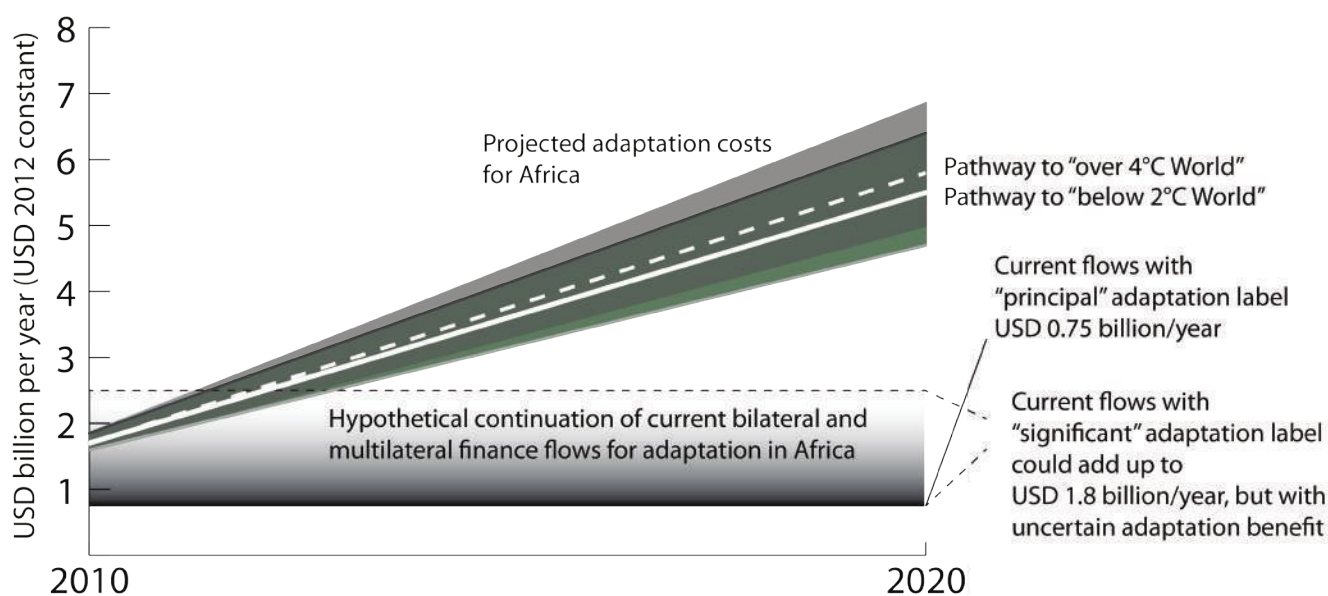 USD billion per year (USD 2012 constant)
8
7
6
5
4
3
2
1
2010
2020
Projected adaptation costs
for Africa
Pathway to “over 4°C World”
Pathway to “below 2°C World”
Current flows with
“principal” adaptation label
USD 0.75 billion/year
Hypothetical continuation of current bilateral and
multilateral finance flows for adaptation in Africa
Current flows with
“significant” adaptation label
could add up to
USD 1.8 billion/year, but with
uncertain adaptation benefit